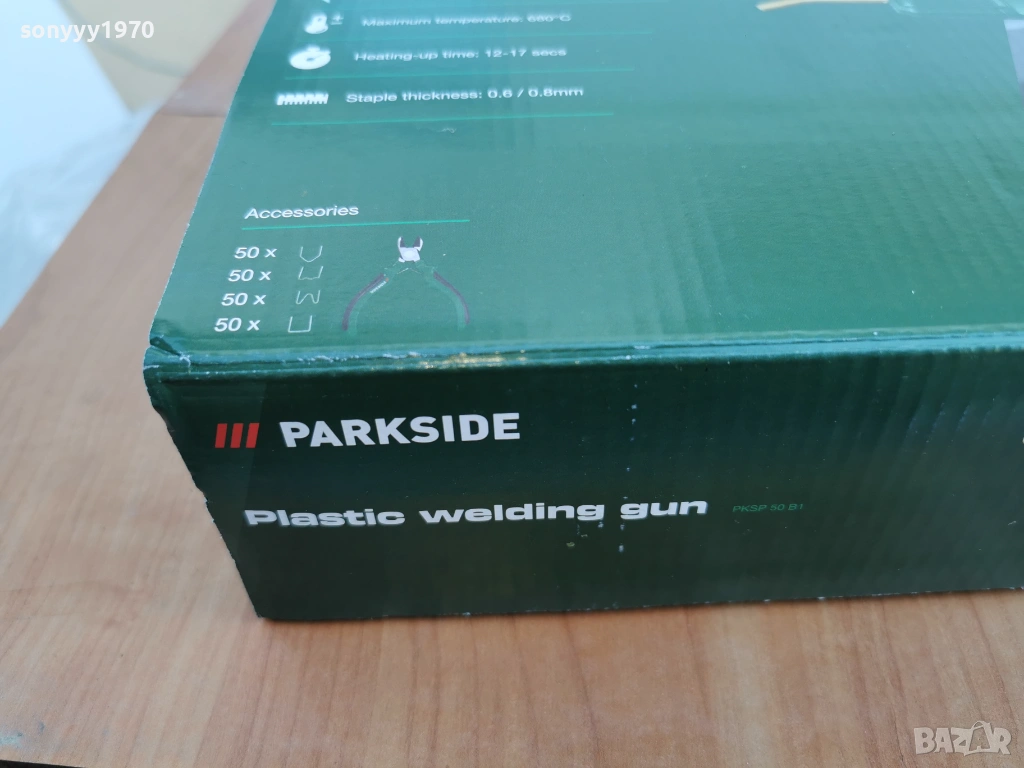 sonyyy1970
Maximum temperature: 660°C
Heating-up time: 12-17 secs
Staple thickness: 0.6 / 0.8mm
Accessories
50 x
50 x
50 x
50 x
PARKSIDE
Plastic welding gun PKSP 50 B1
BAZAR